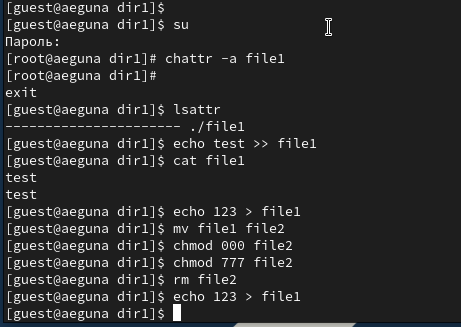 [guest@aeguna dir1]$
[guest@aeguna dir1]$ su
Пароль:
[root@aeguna dir1]# chattr -a file1
[root@aeguna dir1]#
exit
[guest@aeguna dir1]$ lsattr
---------------------- ./file1
[guest@aeguna dir1]$ echo test >> file1
[guest@aeguna dir1]$ cat file1
test
test
[guest@aeguna dir1]$ echo 123 > file1
[guest@aeguna dir1]$ mv file1 file2
[guest@aeguna dir1]$ chmod 000 file2
[guest@aeguna dir1]$ chmod 777 file2
[guest@aeguna dir1]$ rm file2
[guest@aeguna dir1]$ echo 123 > file1
[guest@aeguna dir1]$